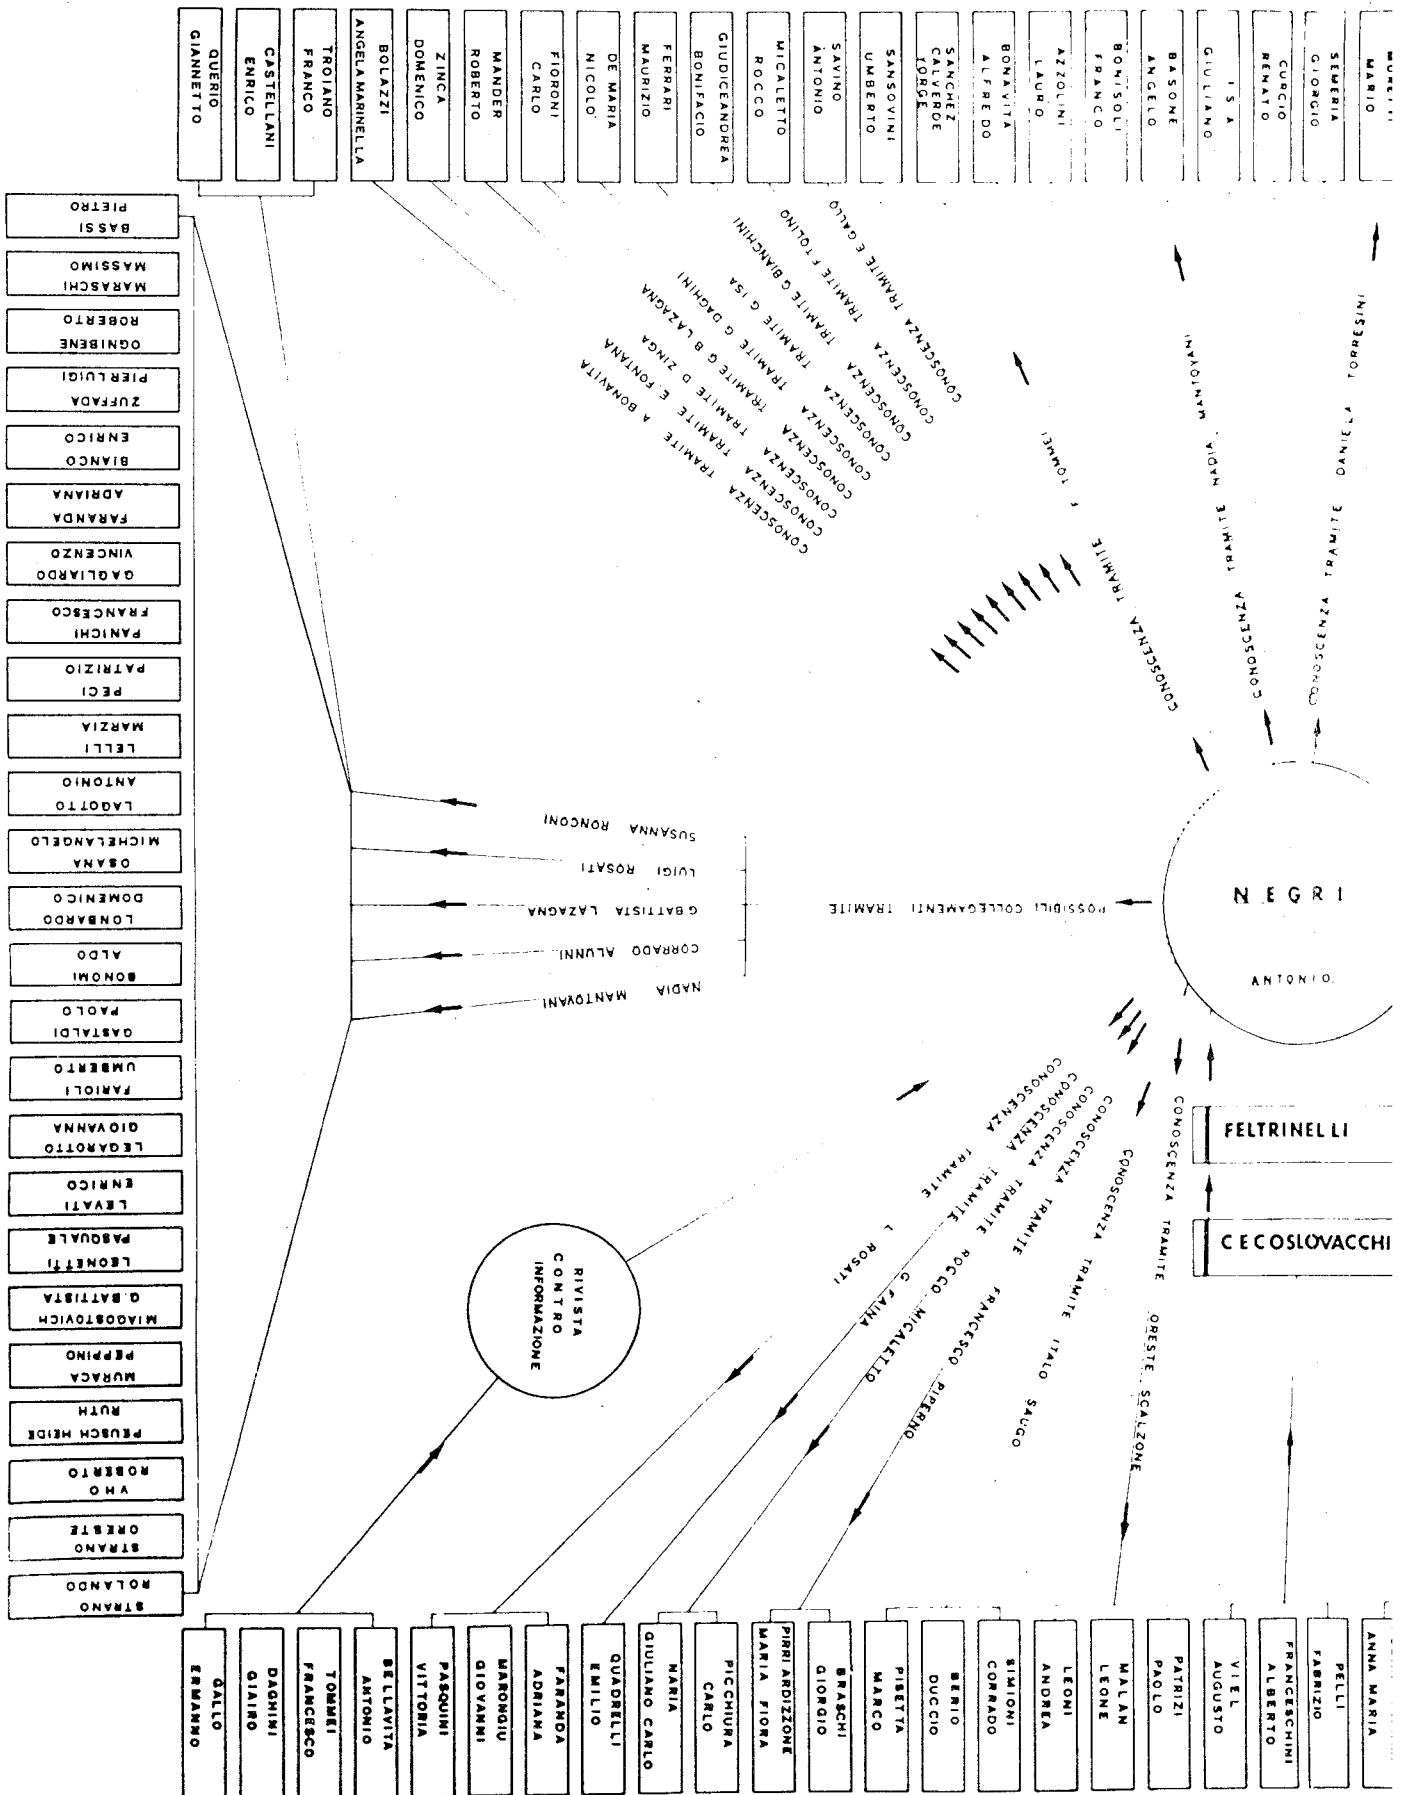 QUERIO
GIANNETTO
CASTELLANI
ENRICO
TROIANO
FRANCO
BOLAZZI
ANGELA MARINELLA
ZINCA
DOMENICO
MANDER
ROBERTO
FIORONI
CARLO
DE MARIA
NICOLO'
FERRARI
MAURIZIO
GIUDICEANDREA
BONIFACIO
MICALETTO
ROCCO
SAVINO
ANTONIO
SANSOVINI
UMBERTO
SANCHEZ
CALVERDE
TORGE
BONAVITA
ALFREDO
AZZOLINI
LAURO
BONISOLI
FRANCO
BASONE
ANGELO
ISA
GIULIANO
CURCIO
RENATO
SEMERIA
GIORGIO
MARIO
BASSI
PIETRO
MARASCHI
MASSIMO
OGNIBENE
ROBERTO
ZUFFADA
PIER LUIGI
BIANCO
ENRICO
FARANDA
ADRIANA
GAGLIARDO
VINCENZO
PANICHI
FRANCESCO
PECI
PATRIZIO
LELLI
MARZIA
LAGOTTO
ANTONIO
OSANA
MICHELANGELO
LONBARDO
DOMENICO
BONOMI
ALDO
GASTALDI
PAOLO
FARIOLI
UMBERTO
LEGAROTTO
GIOVANNA
LEVATI
ENRICO
LEONETTI
PASQUALE
MIAGOSTOVICH
G.BATTISTA
MURACA
PEPPINO
PEUSCH HEIDE
RUTH
VHO
ROBERTO
STRANO
ORESTE
STRANO
ROLANDO
CONOSCENZA TRAMITE E GALLO
CONOSCENZA TRAMITE F TOLINO
CONOSCENZA TRAMITE G BIANCHINI
CONOSCENZA TRAMITE G ISA
CONOSCENZA TRAMITE G DAGHINI
CONOSCENZA TRAMITE G B LAZAGNA
CONOSCENZA TRAMITE D ZINGA
CONOSCENZA TRAMITE E. FONTANA
CONOSCENZA TRAMITE A BONAVITA
CONOSCENZA TRAMITE F TOMMEI
CONOSCENZA TRAMITE NADIA MANTOVANI
CONOSCENZA TRAMITE DANIELA TORRESINI
SUSANNA RONCONI
LUIGI ROSATI
G.BATTISTA LAZAGNA
CORRADO ALUNNI
NADIA MANTOVANI
POSSIBILI COLLEGAMENTI TRAMITE
NEGRI
ANTONIO
FELTRINELLI
CECOSLOVACCHI
CONOSCENZA TRAMITE L ROSATI
CONOSCENZA TRAMITE G FAINA
CONOSCENZA TRAMITE ROCCO MICALETTO
CONOSCENZA TRAMITE FRANCESCO PIPERNO
CONOSCENZA TRAMITE ITALO SAUGO
CONOSCENZA TRAMITE ORESTE SCALZONE
RIVISTA
CONTRO
INFORMAZIONE
GALLO
ERMANNO
DAGHINI
GIAIRO
TOMMEI
FRANCESCO
BELLAVITA
ANTONIO
PASQUINI
VITTORIA
MARONGIU
GIOVANNI
FARANDA
ADRIANA
QUADRELLI
EMILIO
NARIA
GIULIANO CARLO
PICCHIURA
CARLO
PIRRI ARDIZZONE
MARIA FIORA
BRASCHI
GIORGIO
PISETTA
MARCO
BERIO
DUCCIO
SIMIONI
CORRADO
LEONI
ANDREA
MALAN
LEONE
PATRIZI
PAOLO
VIEL
AUGUSTO
FRANCESCHINI
ALBERTO
PELLI
FABRIZIO
ANNA MARIA